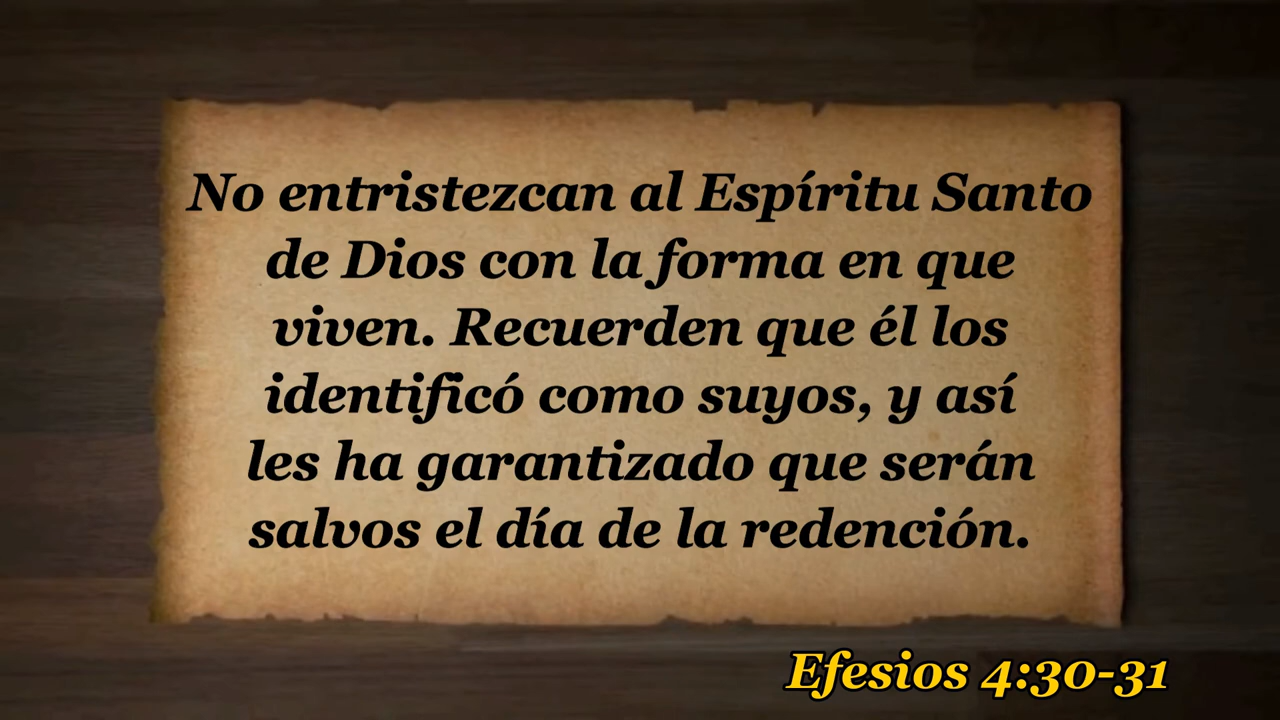 No entristezcan al Espíritu Santo
de Dios con la forma en que
viven. Recuerden que él los
identificó como suyos, y así
les ha garantizado que serán
salvos el día de la redención.
Efesios 4:30-31